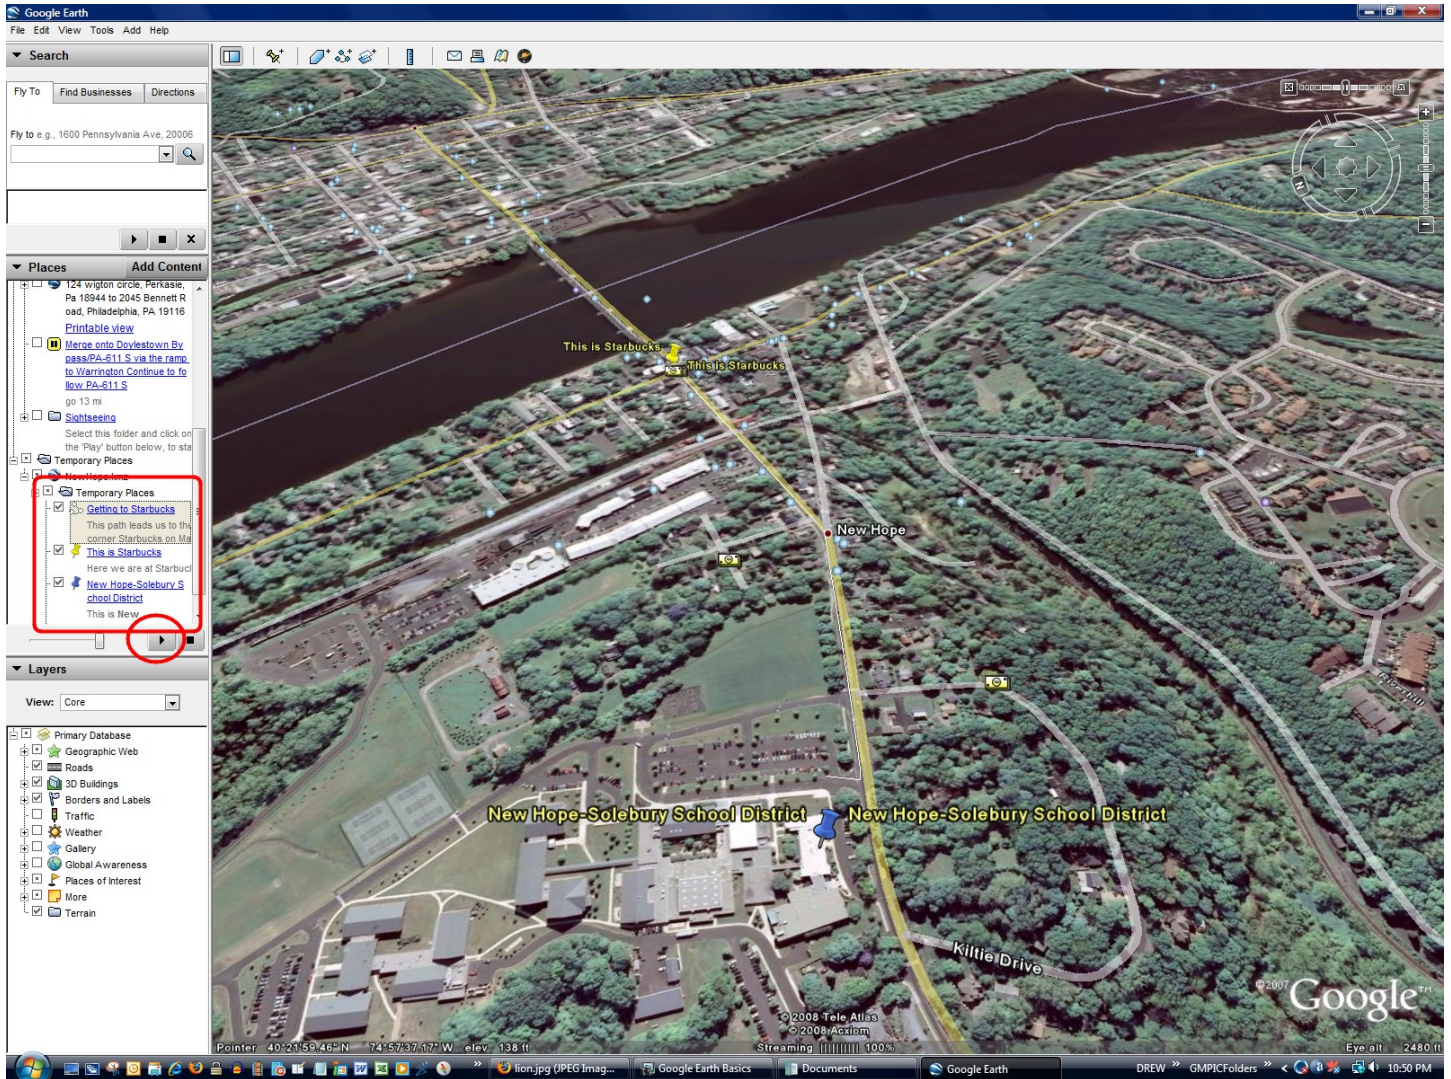 Google Earth
File Edit View Tools Add Help
Search
Fly To Find Businesses Directions
Fly to e.g., 1600 Pennsylvania Ave, 20006
Places Add Content
124 wigton circle, Perkasie,
Pa 18944 to 2045 Bennett R
oad, Philadelphia, PA 19116
Printable view
Merge onto Doylestown By
pass/PA-611 S via the ramp
to Warrington Continue to fo
llow PA-611 S
go 13 mi
Sightseeing
Select this folder and click on
the 'Play' button below, to sta
Temporary Places
NewHope.kmz
Temporary Places
Getting to Starbucks
This path leads us to the
corner Starbucks on Ma
This is Starbucks
Here we are at Starbucl
New Hope-Solebury S
chool District
This is New
Layers
View: Core
Primary Database
Geographic Web
Roads
3D Buildings
Borders and Labels
Traffic
Weather
Gallery
Global Awareness
Places of Interest
More
Terrain
N
This is Starbucks
This is Starbucks
New Hope
Riverhill
New Hope-Solebury School District
New Hope-Solebury School District
Kiltie Drive
©2007 Google™
© 2008 Tele Atlas
© 2008 Acxiom
Pointer 40°21'59.46" N 74°57'37.17" W elev 138 ft
Streaming 100%
Eye alt 2480 ft
lion.jpg (JPEG Imag...
Google Earth Basics
Documents
Google Earth
DREW
GMPICFolders
10:50 PM